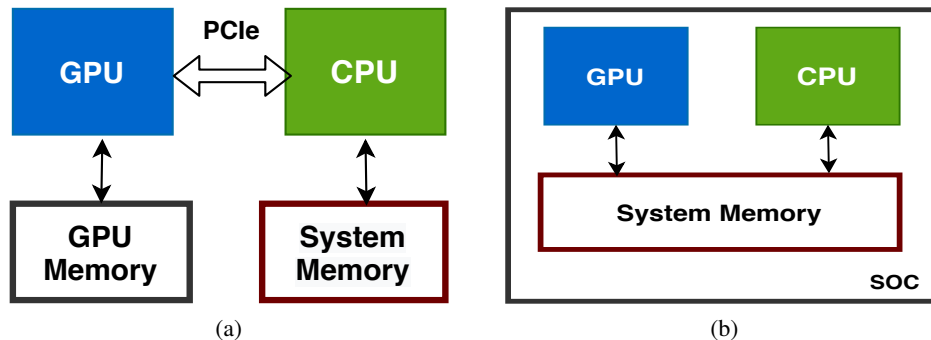 PCIe
GPU
CPU
GPU
Memory
System
Memory
(a)
GPU
CPU
System Memory
SOC
(b)